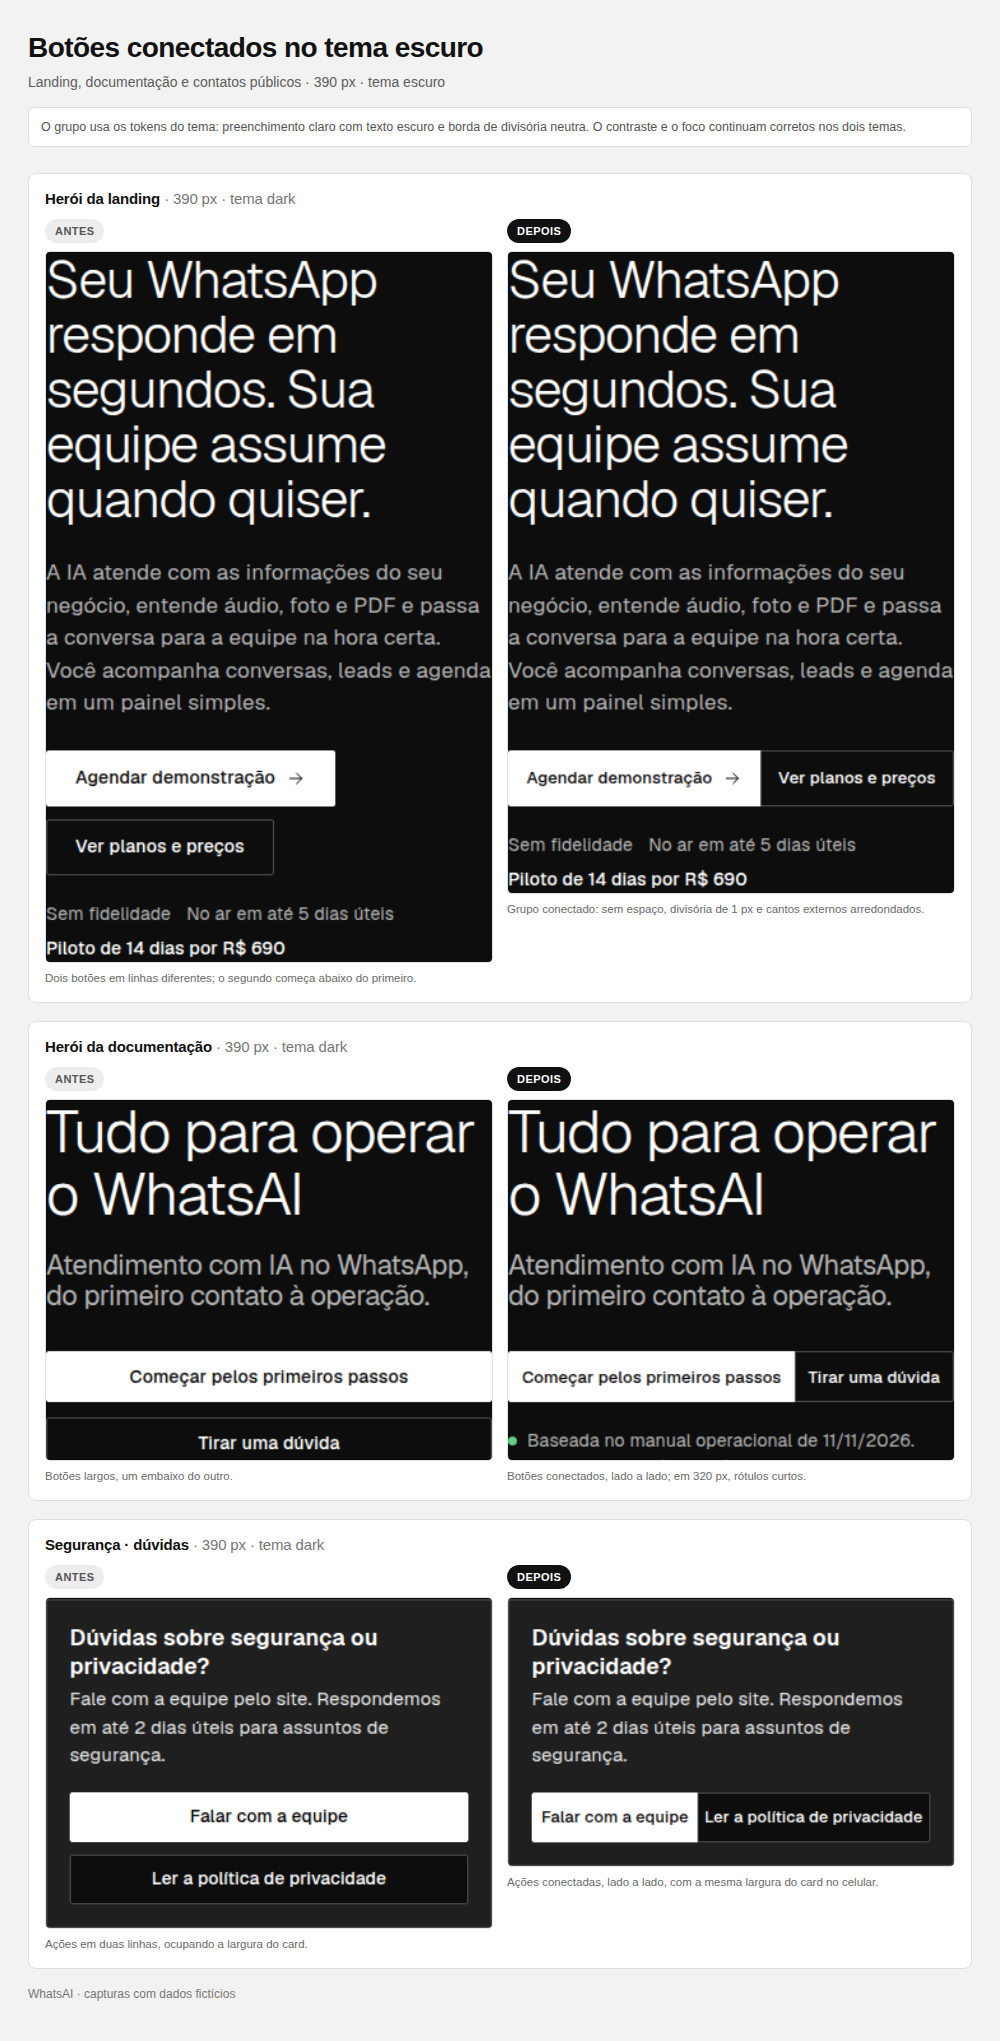 Botões conectados no tema escuro
Landing, documentação e contatos públicos · 390 px · tema escuro
O grupo usa os tokens do tema: preenchimento claro com texto escuro e borda de divisória neutra. O contraste e o foco continuam corretos nos dois temas.
Herói da landing · 390 px · tema dark
ANTES
Seu WhatsApp
responde em
segundos. Sua
equipe assume
quando quiser.
A IA atende com as informações do seu
negócio, entende áudio, foto e PDF e passa
a conversa para a equipe na hora certa.
Você acompanha conversas, leads e agenda
em um painel simples.
Agendar demonstração →
Ver planos e preços
Sem fidelidade No ar em até 5 dias úteis
Piloto de 14 dias por R$ 690
Dois botões em linhas diferentes; o segundo começa abaixo do primeiro.
DEPOIS
Seu WhatsApp
responde em
segundos. Sua
equipe assume
quando quiser.
A IA atende com as informações do seu
negócio, entende áudio, foto e PDF e passa
a conversa para a equipe na hora certa.
Você acompanha conversas, leads e agenda
em um painel simples.
Agendar demonstração → Ver planos e preços
Sem fidelidade No ar em até 5 dias úteis
Piloto de 14 dias por R$ 690
Grupo conectado: sem espaço, divisória de 1 px e cantos externos arredondados.
Herói da documentação · 390 px · tema dark
ANTES
Tudo para operar
o WhatsAI
Atendimento com IA no WhatsApp,
do primeiro contato à operação.
Começar pelos primeiros passos
Tirar uma dúvida
Botões largos, um embaixo do outro.
DEPOIS
Tudo para operar
o WhatsAI
Atendimento com IA no WhatsApp,
do primeiro contato à operação.
Começar pelos primeiros passos Tirar uma dúvida
Baseada no manual operacional de 11/11/2026.
Botões conectados, lado a lado; em 320 px, rótulos curtos.
Segurança · dúvidas · 390 px · tema dark
ANTES
Dúvidas sobre segurança ou
privacidade?
Fale com a equipe pelo site. Respondemos
em até 2 dias úteis para assuntos de
segurança.
Falar com a equipe
Ler a política de privacidade
Ações em duas linhas, ocupando a largura do card.
DEPOIS
Dúvidas sobre segurança ou
privacidade?
Fale com a equipe pelo site. Respondemos
em até 2 dias úteis para assuntos de
segurança.
Falar com a equipe Ler a política de privacidade
Ações conectadas, lado a lado, com a mesma largura do card no celular.
WhatsAI · capturas com dados fictícios